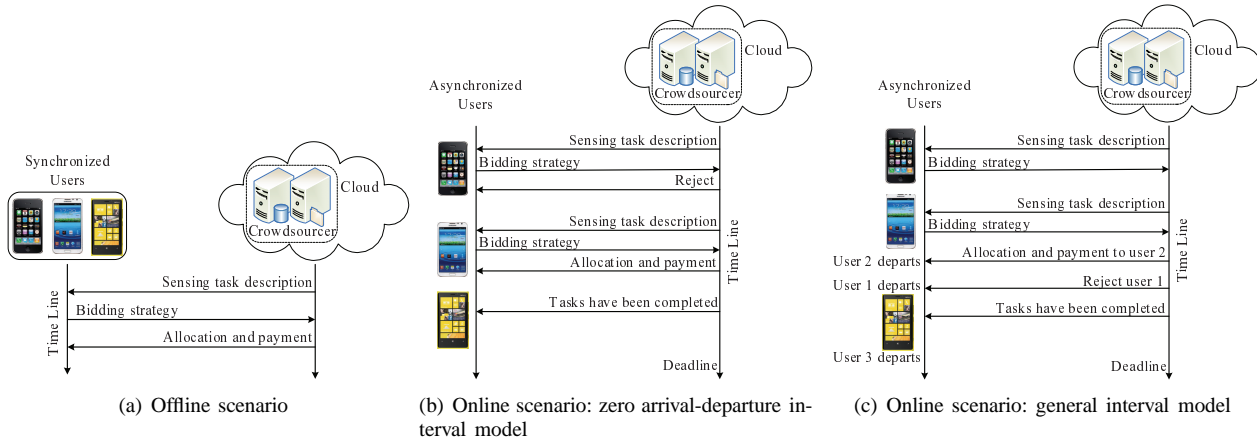 Synchronized
Users
Cloud
Crowdsourcer
Sensing task description
Bidding strategy
Allocation and payment
Time Line
(a) Offline scenario
Asynchronized
Users
Cloud
Crowdsourcer
Sensing task description
Bidding strategy
Reject
Sensing task description
Bidding strategy
Allocation and payment
Time Line
Tasks have been completed
Deadline
(b) Online scenario: zero arrival-departure in-
terval model
Asynchronized
Users
Cloud
Crowdsourcer
Sensing task description
Bidding strategy
Sensing task description
Bidding strategy
Time Line
Allocation and payment to user 2
User 2 departs
Reject user 1
User 1 departs
Tasks have been completed
User 3 departs
Deadline
(c) Online scenario: general interval model